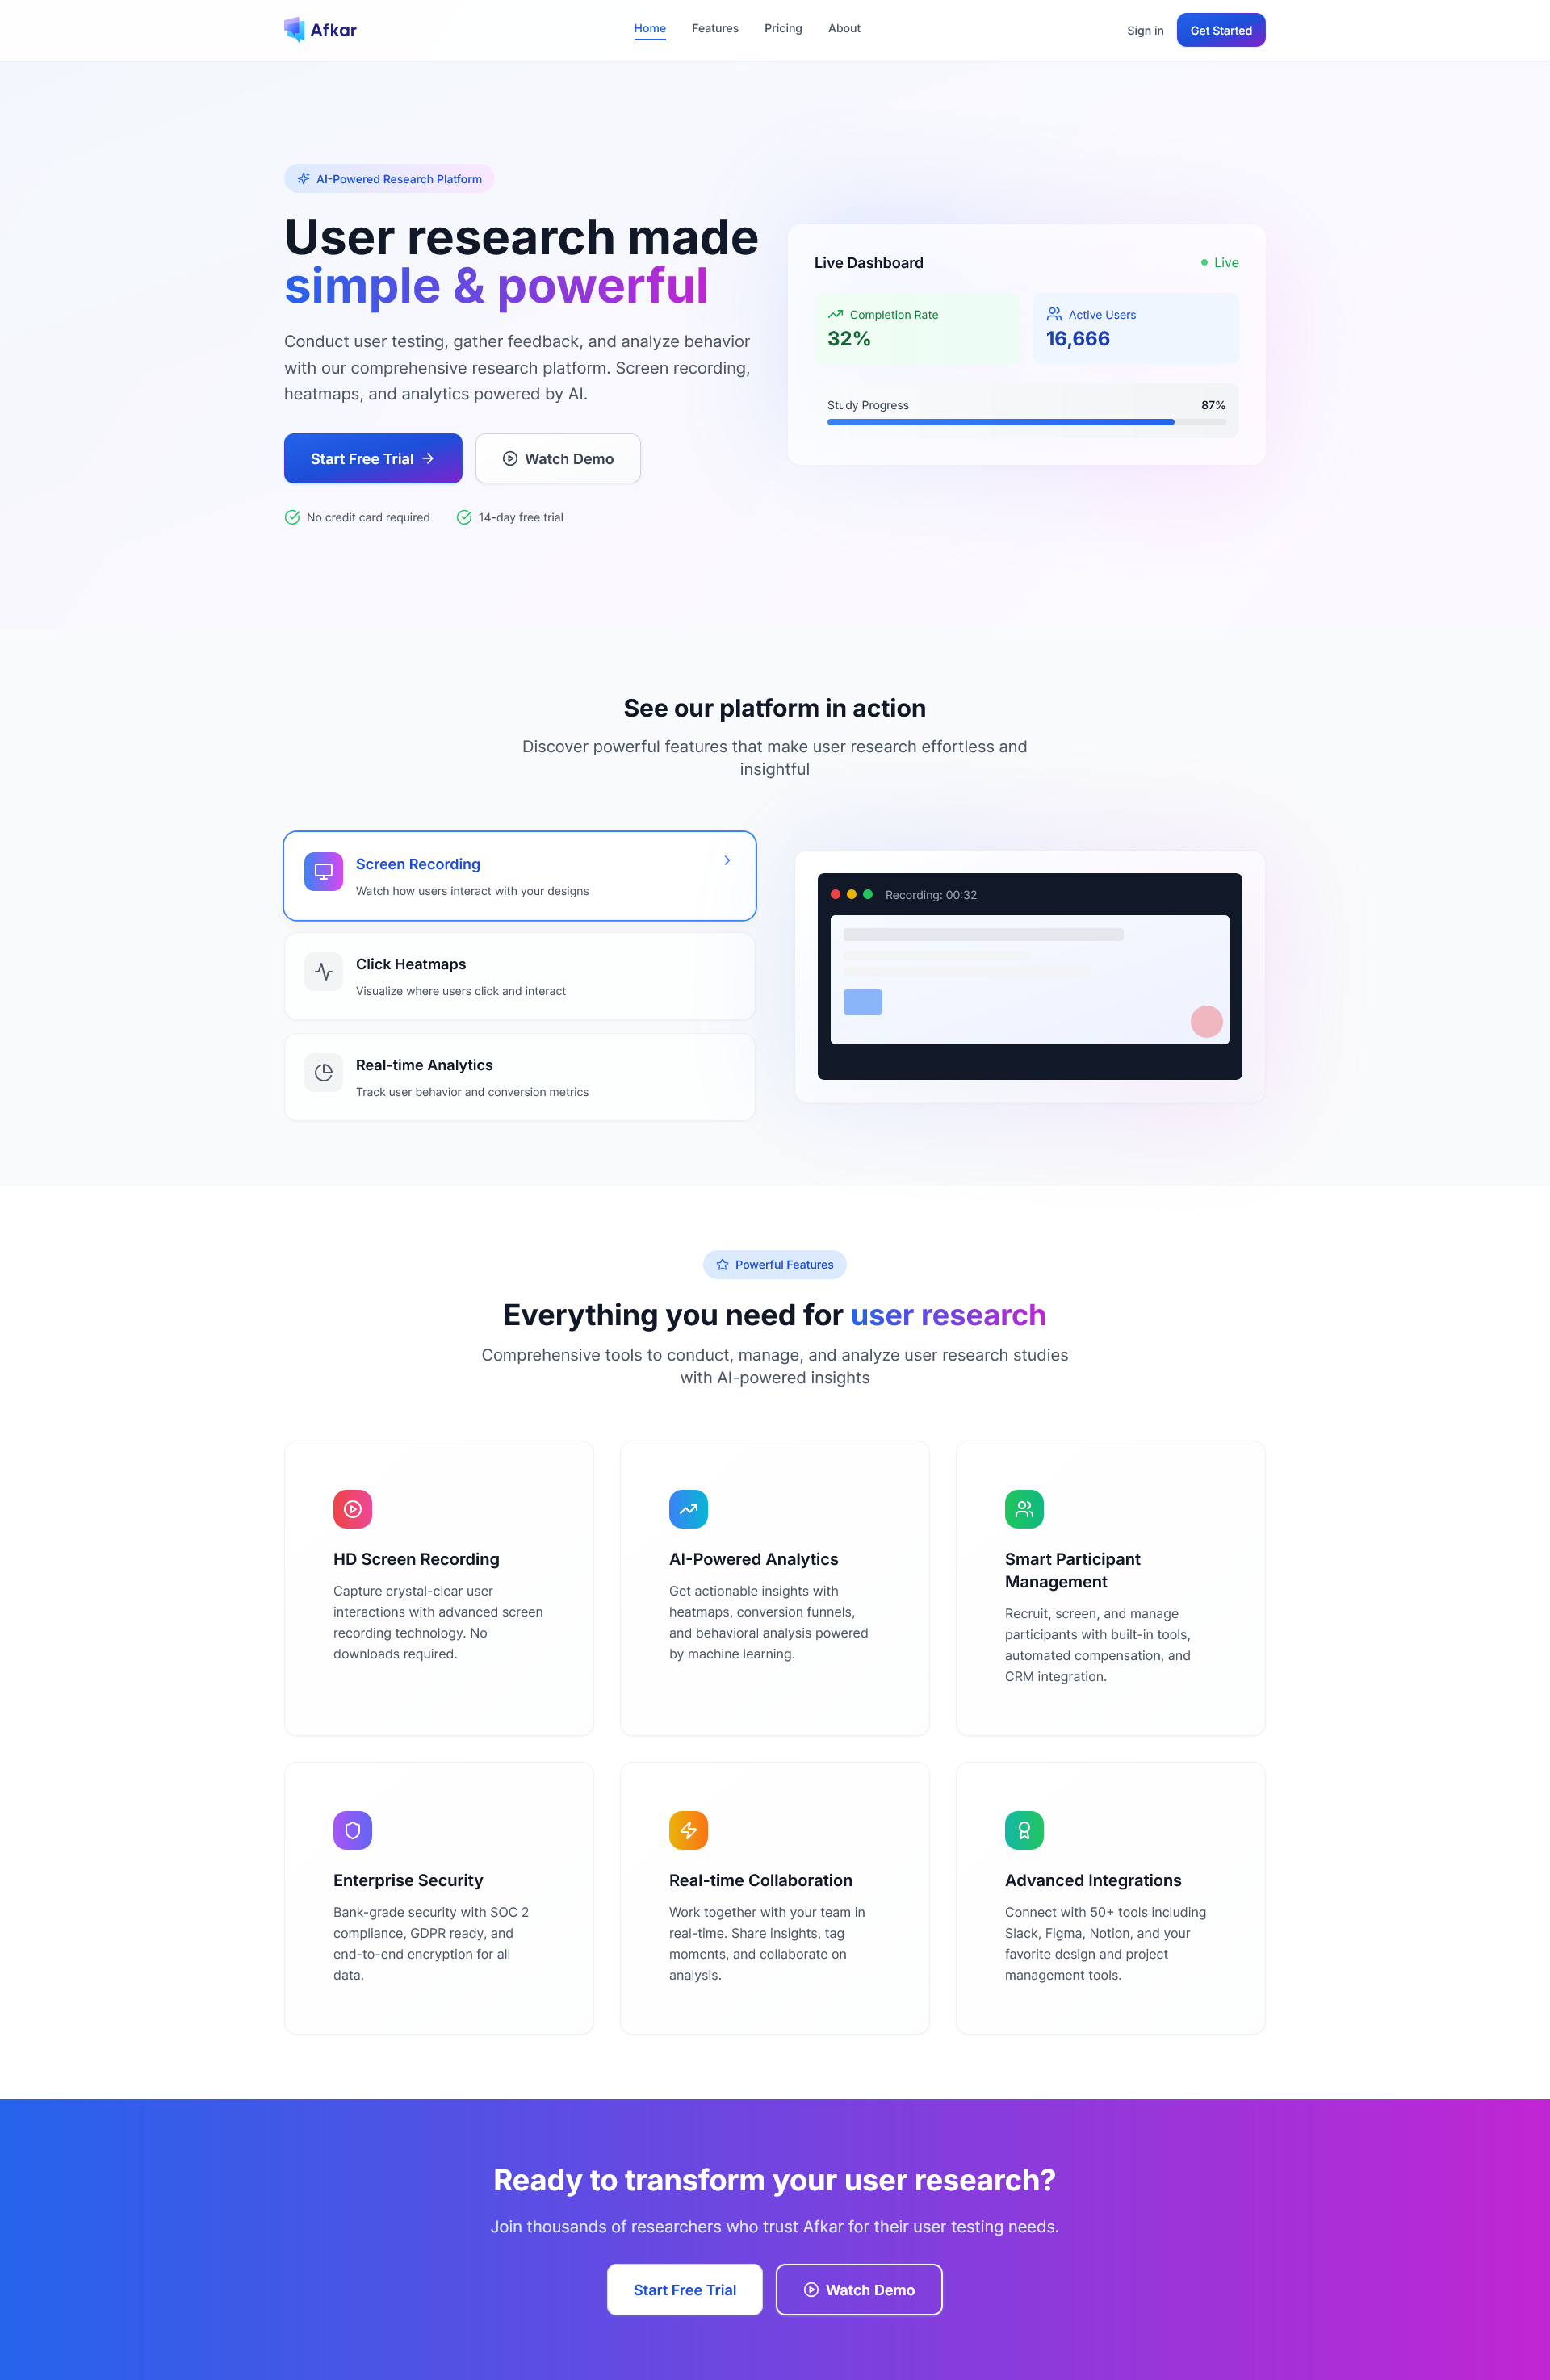 Afkar
Home
Features
Pricing
About
Sign in
Get Started
AI-Powered Research Platform
User research made
simple & powerful
Conduct user testing, gather feedback, and analyze behavior
with our comprehensive research platform. Screen recording,
heatmaps, and analytics powered by AI.
Start Free Trial
Watch Demo
No credit card required
14-day free trial
Live Dashboard
Live
Completion Rate
32%
Active Users
16,666
Study Progress
87%
See our platform in action
Discover powerful features that make user research effortless and
insightful
Screen Recording
Watch how users interact with your designs
Click Heatmaps
Visualize where users click and interact
Real-time Analytics
Track user behavior and conversion metrics
Recording: 00:32
Powerful Features
Everything you need for user research
Comprehensive tools to conduct, manage, and analyze user research studies
with AI-powered insights
HD Screen Recording
Capture crystal-clear user
interactions with advanced screen
recording technology. No
downloads required.
AI-Powered Analytics
Get actionable insights with
heatmaps, conversion funnels,
and behavioral analysis powered
by machine learning.
Smart Participant
Management
Recruit, screen, and manage
participants with built-in tools,
automated compensation, and
CRM integration.
Enterprise Security
Bank-grade security with SOC 2
compliance, GDPR ready, and
end-to-end encryption for all
data.
Real-time Collaboration
Work together with your team in
real-time. Share insights, tag
moments, and collaborate on
analysis.
Advanced Integrations
Connect with 50+ tools including
Slack, Figma, Notion, and your
favorite design and project
management tools.
Ready to transform your user research?
Join thousands of researchers who trust Afkar for their user testing needs.
Start Free Trial
Watch Demo